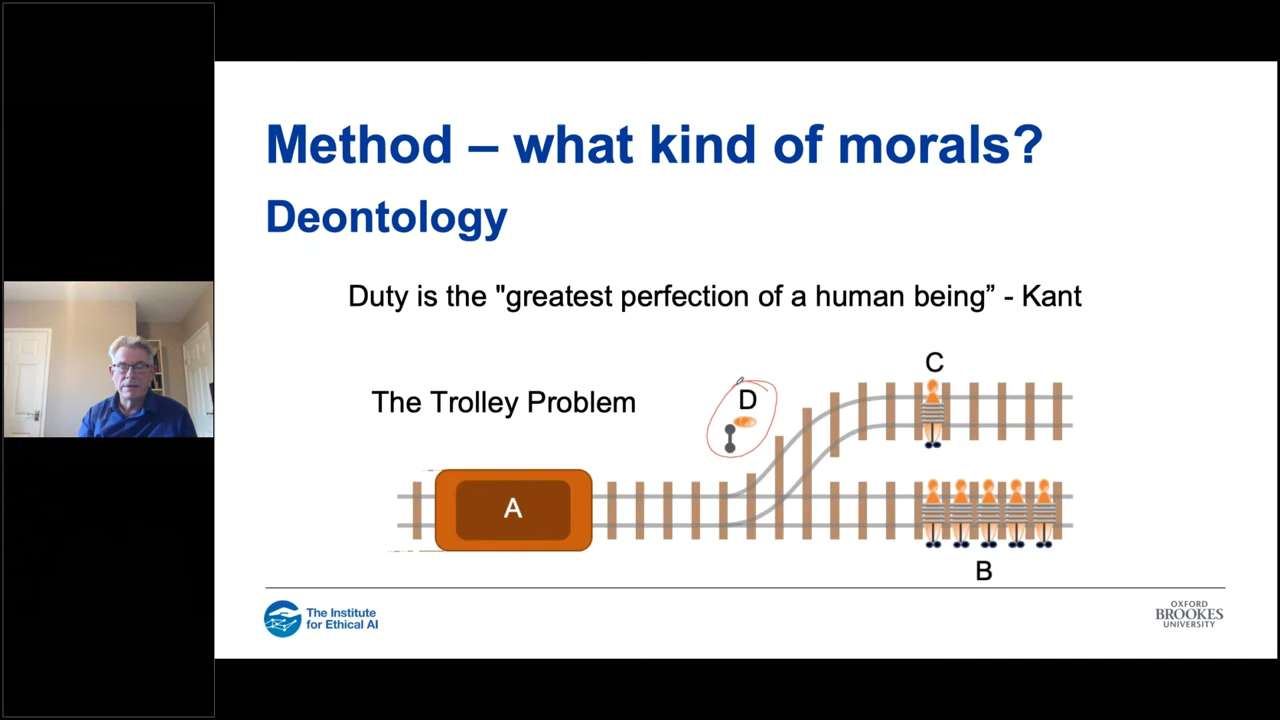 Method – what kind of morals?
Deontology
Duty is the "greatest perfection of a human being” - Kant
The Trolley Problem
C
D
A
B
The Institute
for Ethical AI
OXFORD
BROOKES
UNIVERSITY